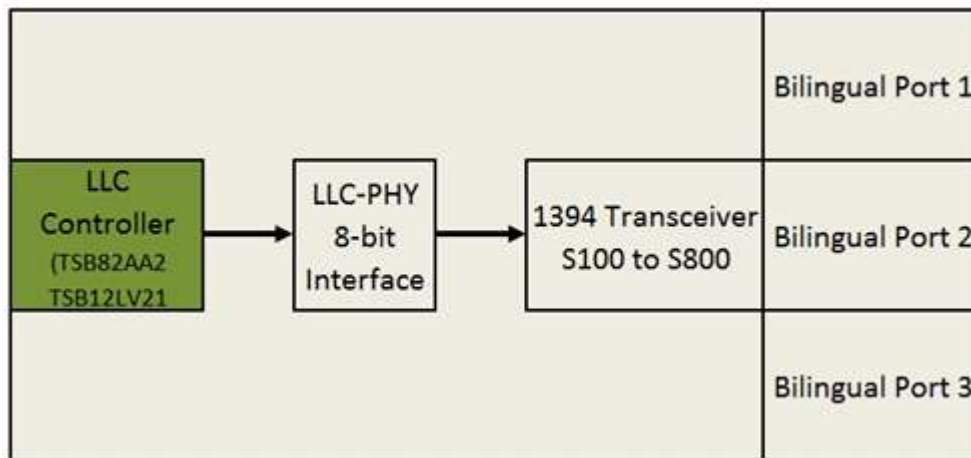 LLC
Controller
(TSB82AA2
TSB12LV21
LLC-PHY
8-bit
Interface
1394 Transceiver
S100 to S800
Bilingual Port 1
Bilingual Port 2
Bilingual Port 3